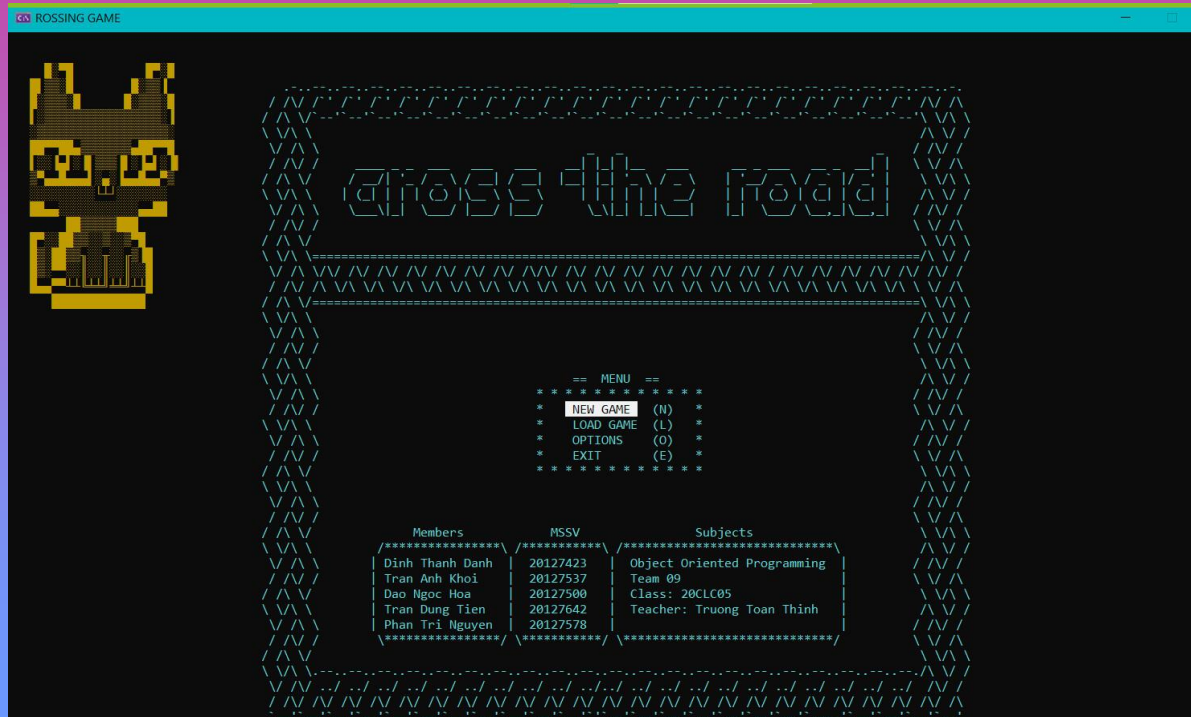 ROSSING GAME
cross the road
== MENU ==
NEW GAME (N)
LOAD GAME (L)
OPTIONS (O)
EXIT (E)
Members MSSV Subjects
Dinh Thanh Danh 20127423 Object Oriented Programming
Tran Anh Khoi 20127537 Team 09
Dao Ngoc Hoa 20127500 Class: 20CLC05
Tran Dung Tien 20127642 Teacher: Truong Toan Thinh
Phan Tri Nguyen 20127578